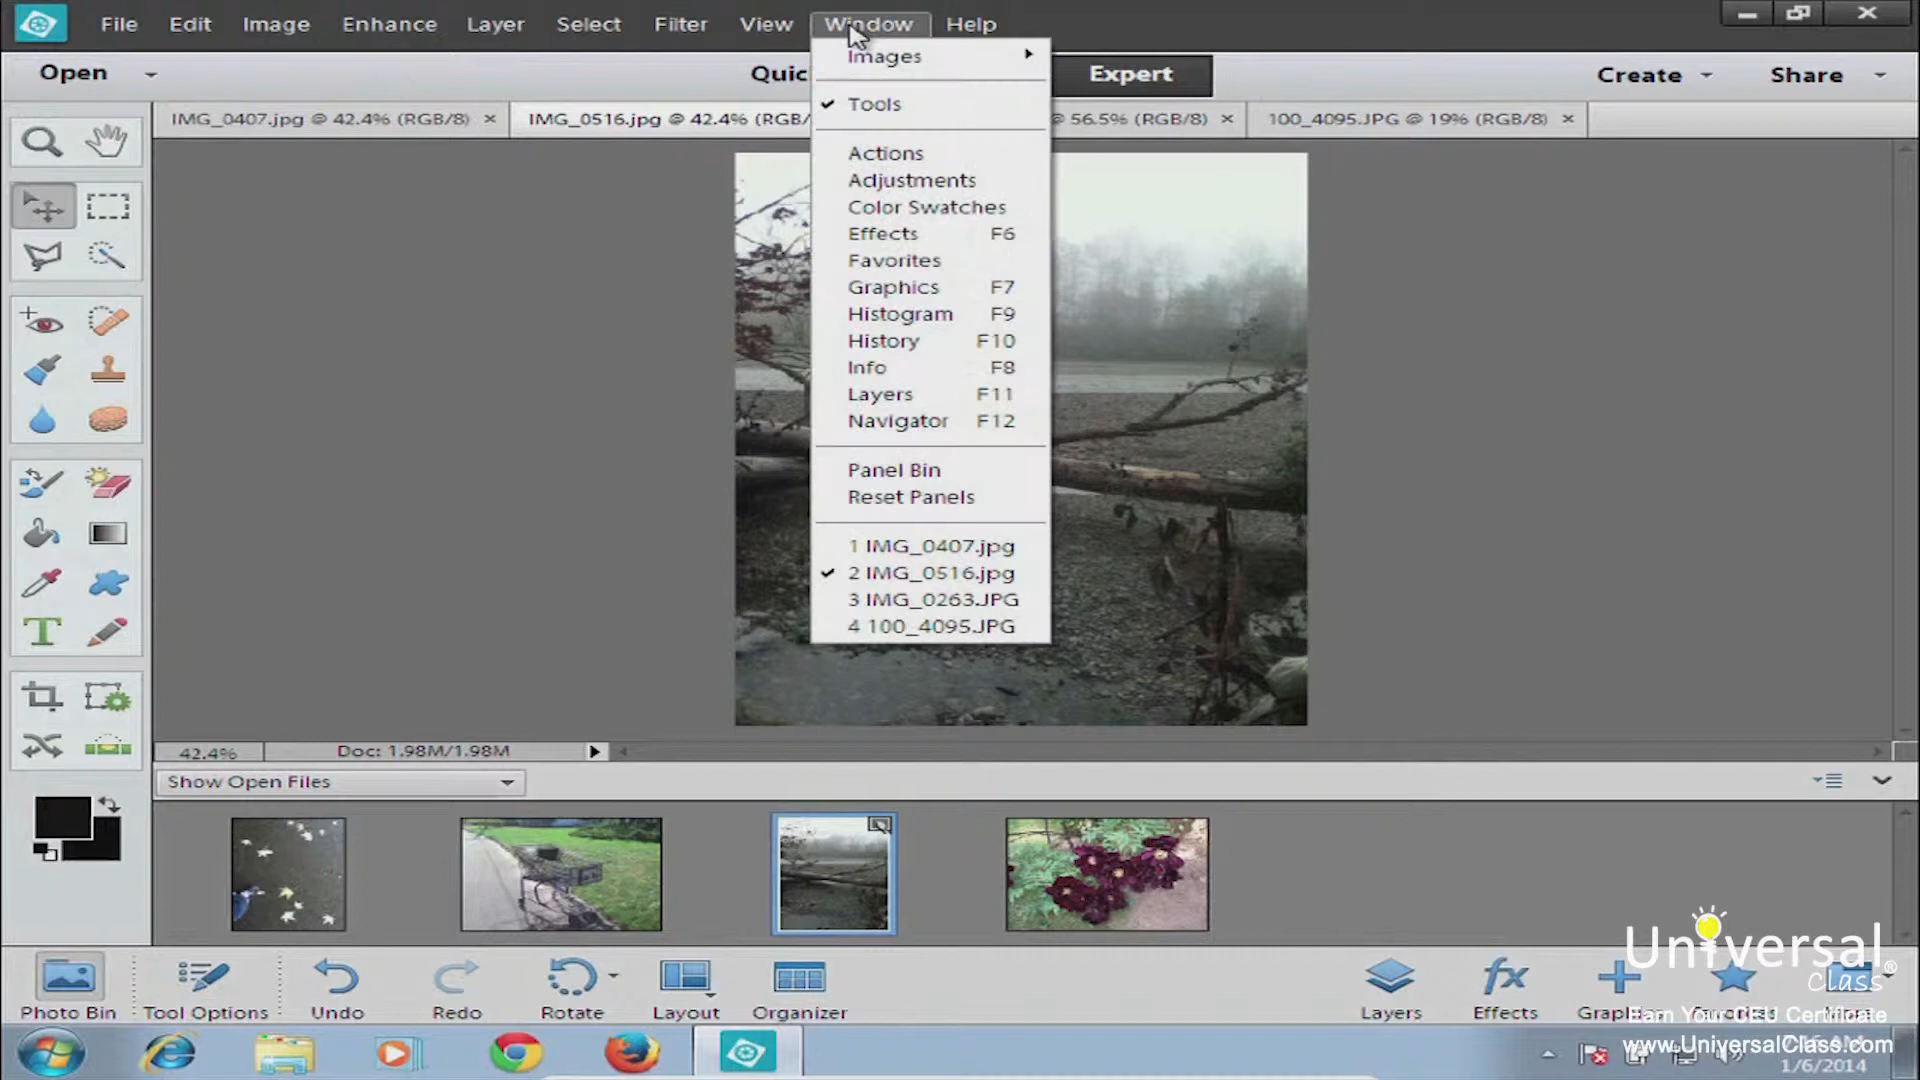 File Edit Image Enhance Layer Select Filter View Window Help
Open Quic Expert Create Share
IMG_0407.jpg @ 42.4% (RGB/8) × IMG_0516.jpg @ 42.4% (RGB/ @ 56.5% (RGB/8) × 100_4095.JPG @ 19% (RGB/8) ×
Images
Tools
Actions
Adjustments
Color Swatches
Effects F6
Favorites
Graphics F7
Histogram F9
History F10
Info F8
Layers F11
Navigator F12
Panel Bin
Reset Panels
1 IMG_0407.jpg
2 IMG_0516.jpg
3 IMG_0263.JPG
4 100_4095.JPG
42.4% Doc: 1.98M/1.98M
Show Open Files
Universal®
Class
Photo Bin Tool Options Undo Redo Rotate Layout Organizer Layers Effects
Earn Your CEU Certificate
www.UniversalClass.com
1/6/2014